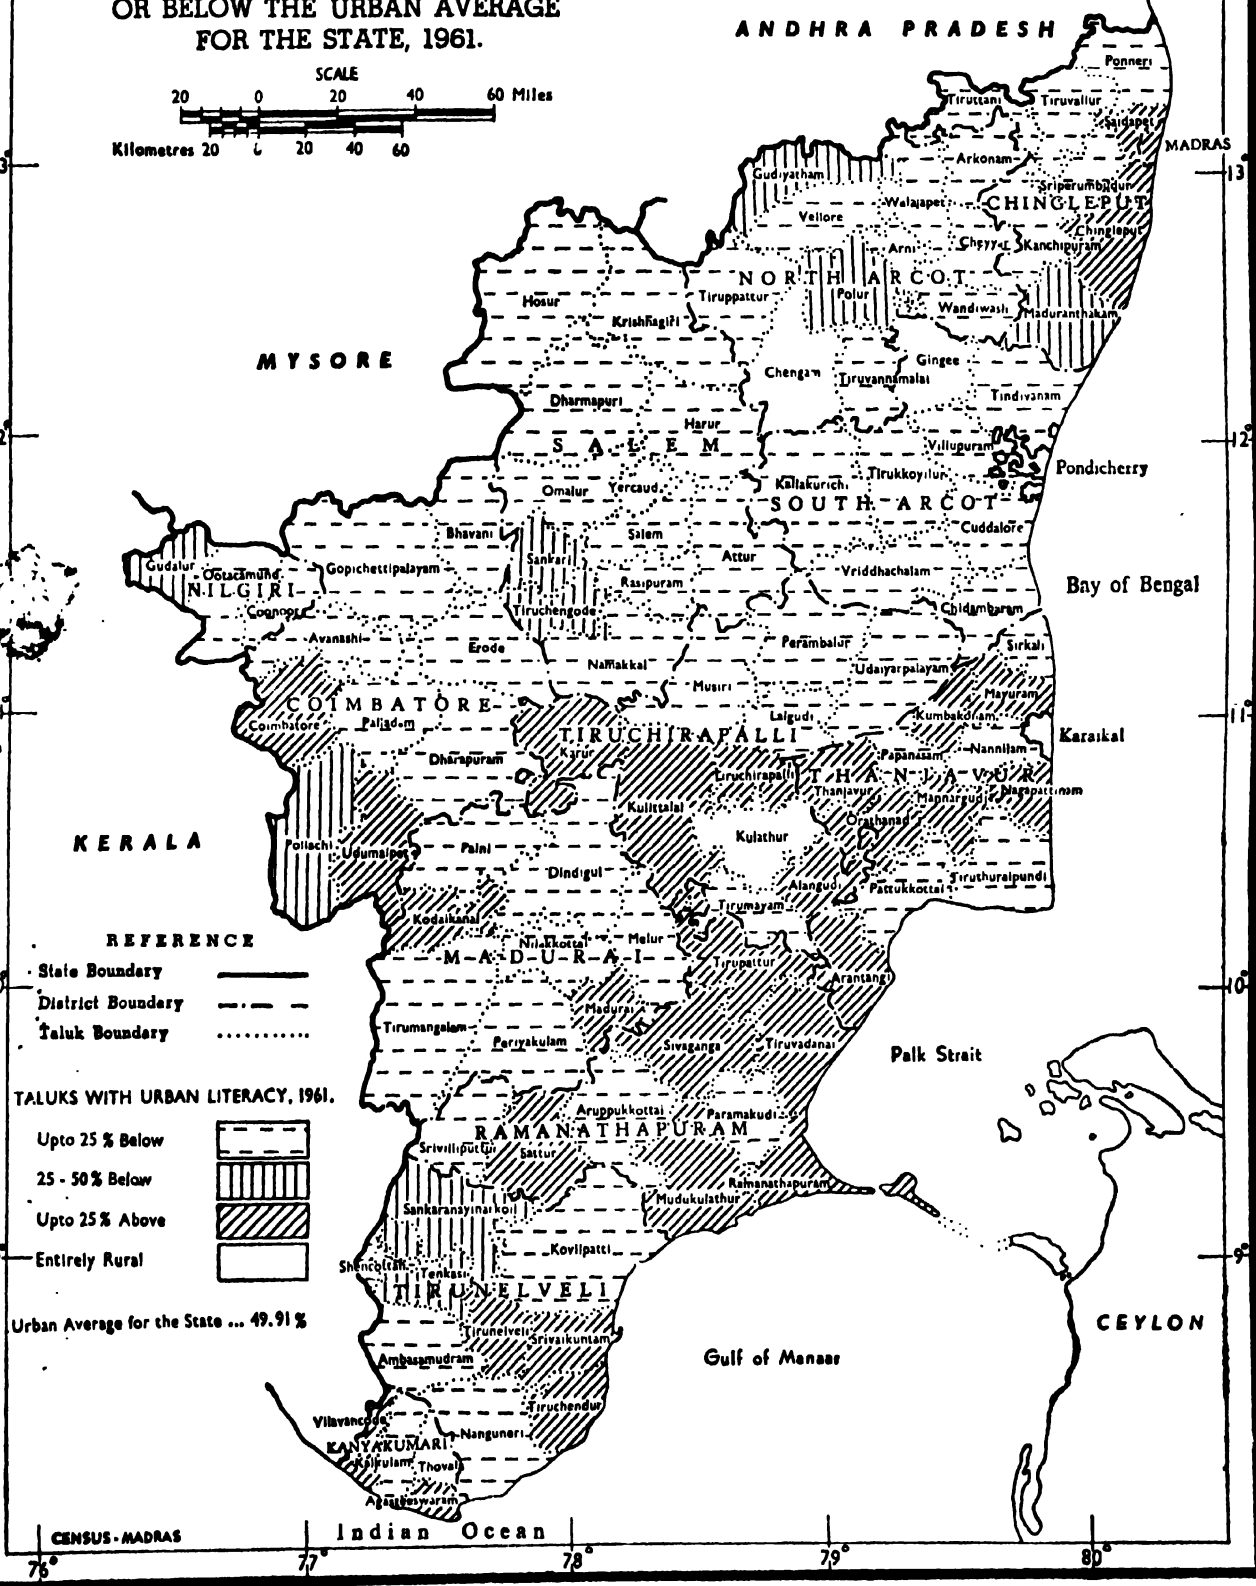 OR BELOW THE URBAN AVERAGE
FOR THE STATE, 1961.
SCALE
20 0 20 40 60 Miles
Kilometres 20 0 20 40 60
ANDHRA PRADESH
MYSORE
KERALA
CEYLON
MADRAS
Pondicherry
Bay of Bengal
Karaikal
Palk Strait
Gulf of Manaar
Indian Ocean
Ponneri
Tiruttani
Tiruvallur
Saidapet
Arkonam
Gudiyatham
Sriperumbudur
Walajapet
CHINGLEPUT
Vellore
Chingleput
Arni
Cheyyar
Kanchipuram
NORTH ARCOT
Hosur
Tiruppattur
Polur
Wandiwash
Maduranthakam
Krishnagiri
Gingee
Chengam
Tiruvannamalai
Tindivanam
Dharmapuri
Harur
SALEM
Villupuram
Omalur
Yercaud
Kallakurichi
Tirukkoyilur
SOUTH ARCOT
Cuddalore
Bhavani
Salem
Gudalur
Ootacamund
Gopichettipalayam
Sankari
Attur
Vriddhachalam
NILGIRI
Rasipuram
Coonoor
Tiruchengode
Chidambaram
Avanashi
Erode
Perambalur
Sirkali
Namakkal
Udaiyarpalayam
Musiri
Mayuram
COIMBATORE
Coimbatore
Palladam
Lalgudi
Kumbakonam
TIRUCHIRAPALLI
Dharapuram
Karur
Papanasam
Nannilam
Tiruchirapalli
THANJAVUR
Thanjavur
Mannargudi
Nagapattinam
Kulittalai
Orathanad
Kulathur
Pollachi
Udumalpet
Palni
Dindigul
Alangudi
Pattukkottai
Tiruthuraipundi
Tirumayam
Kodaikanal
Nilakkottai
Melur
MADURAI
Tirupattur
Arantangi
Madurai
Tirumangalam
Periyakulam
Sivaganga
Tiruvadanai
Aruppukkottai
Paramakudi
RAMANATHAPURAM
Srivilliputtur
Sattur
Ramanathapuram
Mudukulathur
Sankaranayinarkoil
Kovilpatti
Shencottah
Tenkasi
TIRUNELVELI
Tirunelveli
Srivaikuntam
Ambasamudram
Tiruchendur
Vilavancode
Nanguneri
KANYAKUMARI
Kalkulam
Thovala
Agastheeswaram
REFERENCE
State Boundary
District Boundary
Taluk Boundary
TALUKS WITH URBAN LITERACY, 1961.
Upto 25 % Below
25 - 50 % Below
Upto 25 % Above
Entirely Rural
Urban Average for the State ... 49.91 %
CENSUS - MADRAS
76° 77° 78° 79° 80°
13°
12°
11°
10°
9°